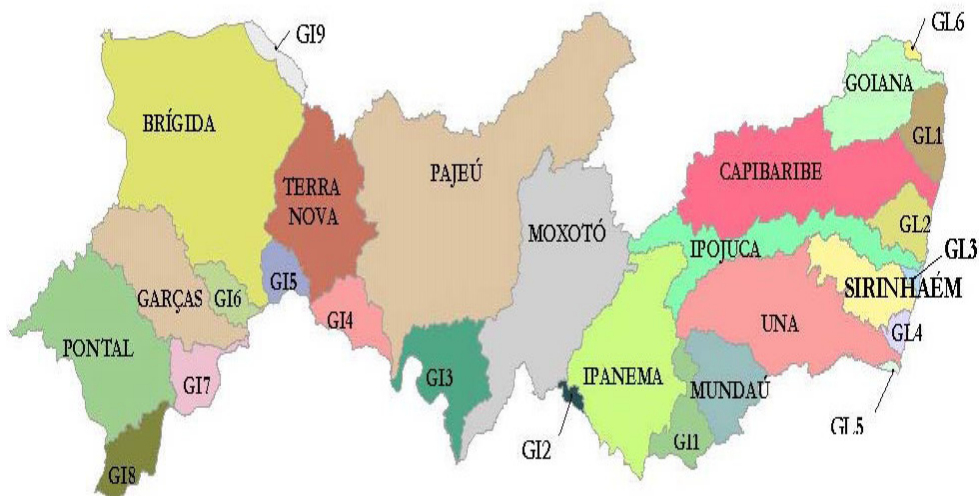 GI9
GL6
GOIANA
BRÍGIDA
GL1
PAJEÚ
CAPIBARIBE
TERRA
NOVA
MOXOTÓ
GL2
IPOJUCA
GL3
GARÇAS
GI6
GI5
SIRINHAÉM
GI4
UNA
GL4
PONTAL
GI7
GI3
IPANEMA
MUNDAÚ
GL5
GI2
GI1
GI8